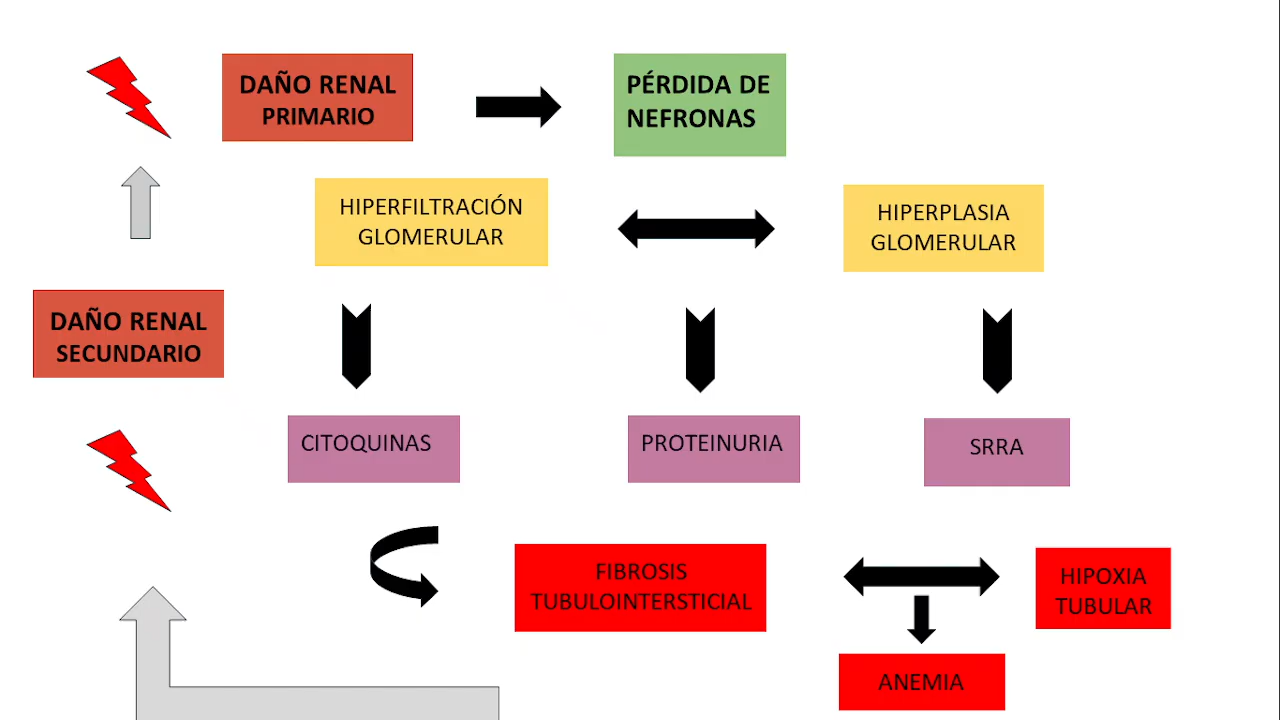 DAÑO RENAL
PRIMARIO
PÉRDIDA DE
NEFRONAS
HIPERFILTRACIÓN
GLOMERULAR
HIPERPLASIA
GLOMERULAR
DAÑO RENAL
SECUNDARIO
CITOQUINAS
PROTEINURIA
SRRA
FIBROSIS
TUBULOINTERSTICIAL
HIPOXIA
TUBULAR
ANEMIA